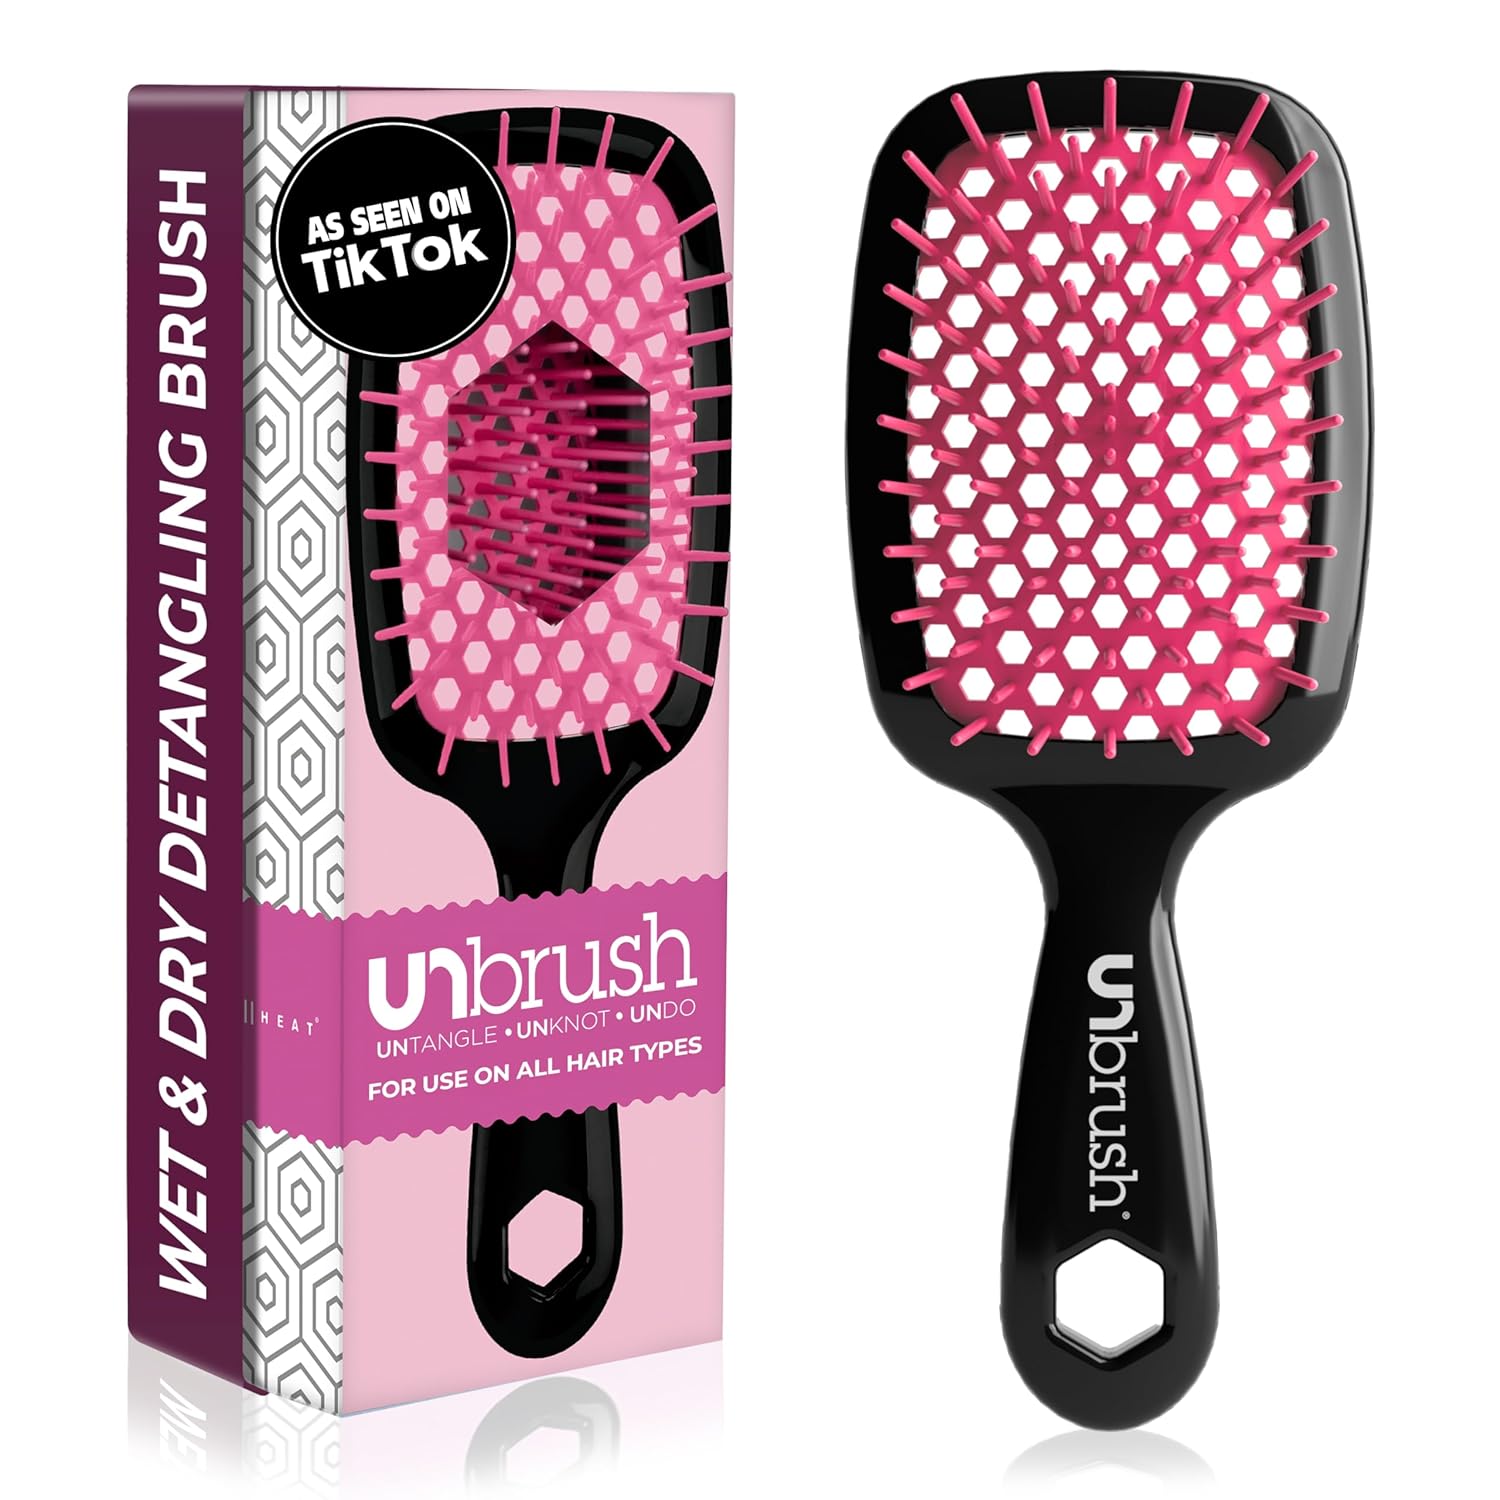 WET & DRY DETANGLING BRUSH
AS SEEN ON
TikTok
HEAT®
unbrush
UNTANGLE • UNKNOT • UNDO
FOR USE ON ALL HAIR TYPES
unbrush®